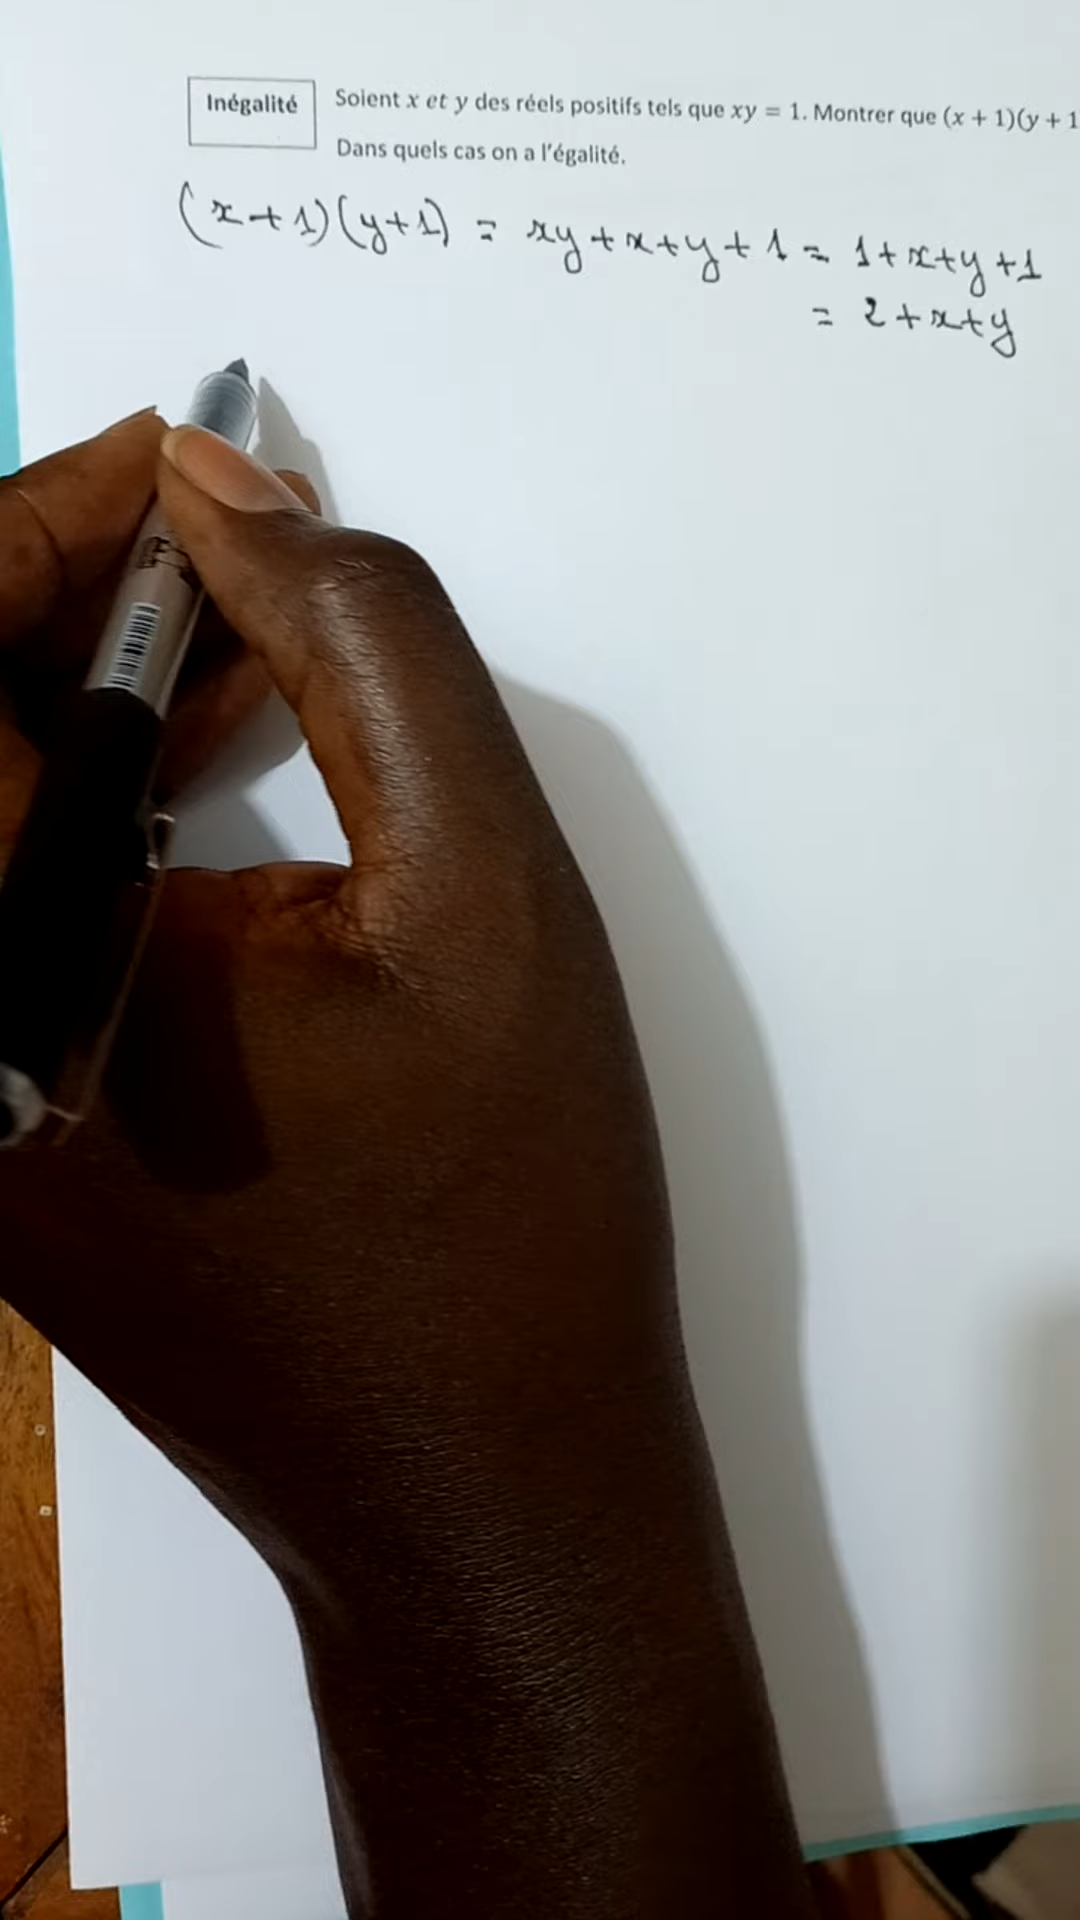 Inégalité
Soient x et y des réels positifs tels que xy = 1. Montrer que (x + 1)(y + 1
Dans quels cas on a l'égalité.
(x+1)(y+1) = xy+x+y+1 = 1+x+y+1
= 2+x+y